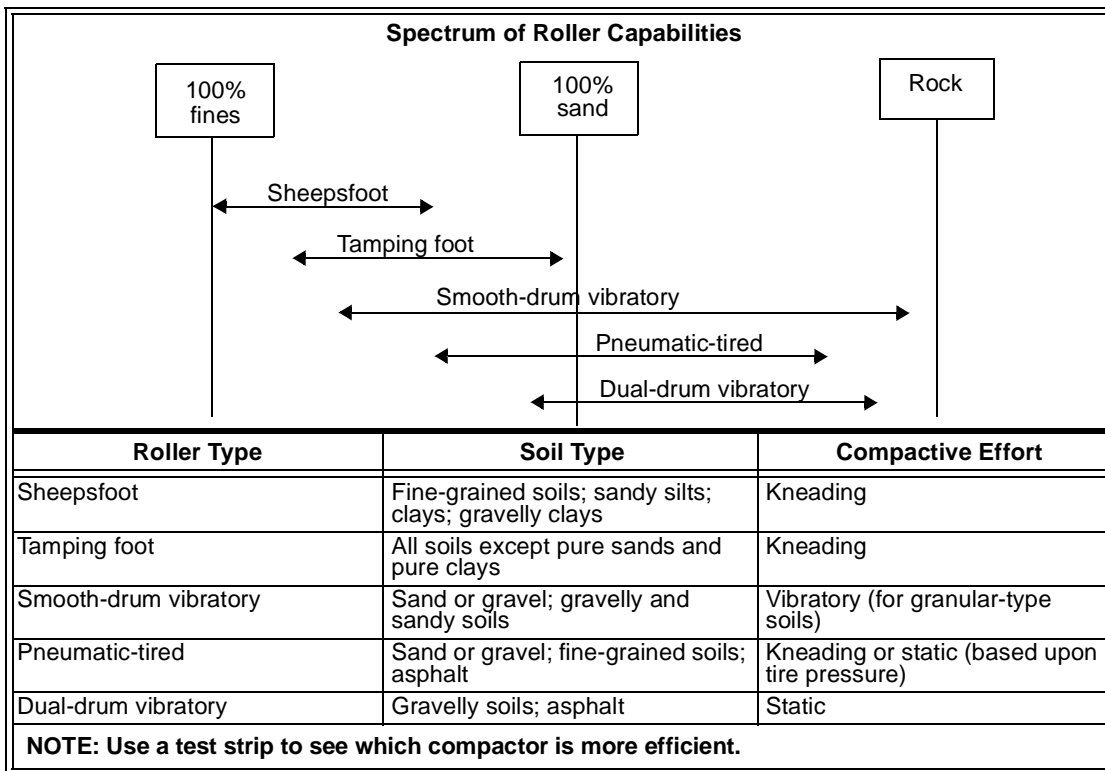 Spectrum of Roller Capabilities
100%
fines
100%
sand
Rock
Sheepsfoot
Tamping foot
Smooth-drum vibratory
Pneumatic-tired
Dual-drum vibratory
Roller Type Soil Type Compactive Effort
Sheepsfoot Fine-grained soils; sandy silts; Kneading
clays; gravelly clays
Tamping foot All soils except pure sands and Kneading
pure clays
Smooth-drum vibratory Sand or gravel; gravelly and Vibratory (for granular-type
sandy soils soils)
Pneumatic-tired Sand or gravel; fine-grained soils; Kneading or static (based upon
asphalt tire pressure)
Dual-drum vibratory Gravelly soils; asphalt Static
NOTE: Use a test strip to see which compactor is more efficient.